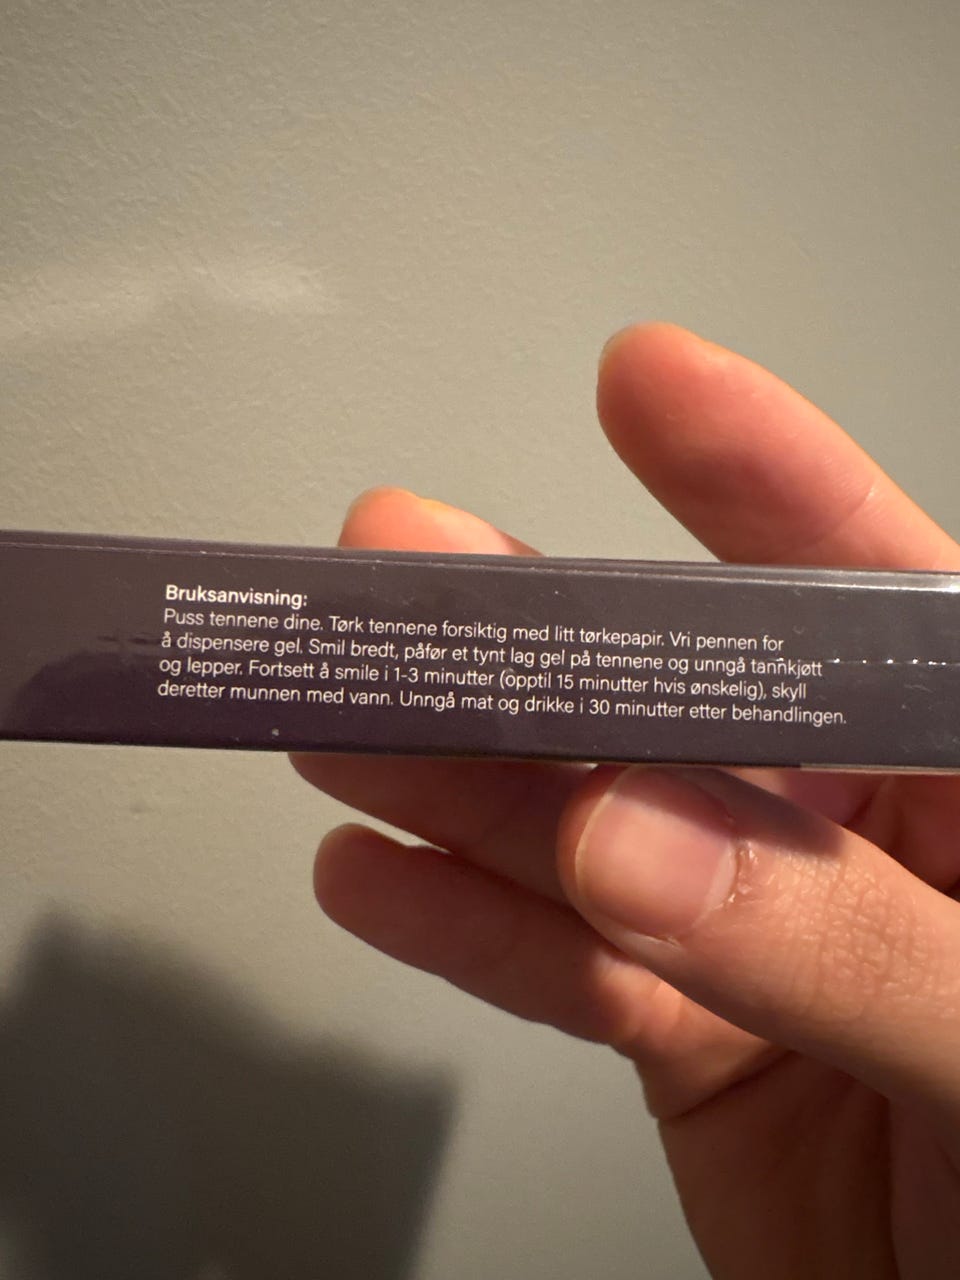 Bruksanvisning:
Puss tennene dine. Tørk tennene forsiktig med litt tørkepapir. Vri pennen for
å dispensere gel. Smil bredt, påfør et tynt lag gel på tennene og unngå tannkjøtt
og lepper. Fortsett å smile i 1-3 minutter (opptil 15 minutter hvis ønskelig), skyll
deretter munnen med vann. Unngå mat og drikke i 30 minutter etter behandlingen.